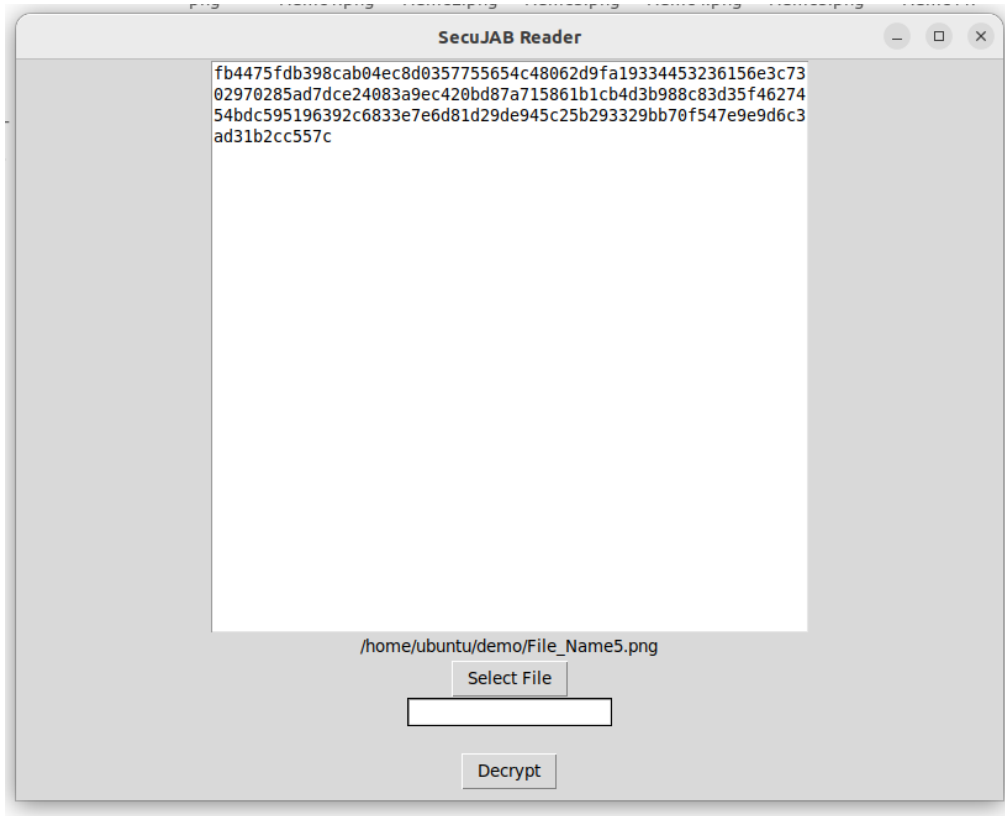 SecuJAB Reader
fb4475fdb398cab04ec8d0357755654c48062d9fa19334453236156e3c73
02970285ad7dce24083a9ec420bd87a715861b1cb4d3b988c83d35f46274
54bdc595196392c6833e7e6d81d29de945c25b293329bb70f547e9e9d6c3
ad31b2cc557c
/home/ubuntu/demo/File_Name5.png
Select File
Decrypt